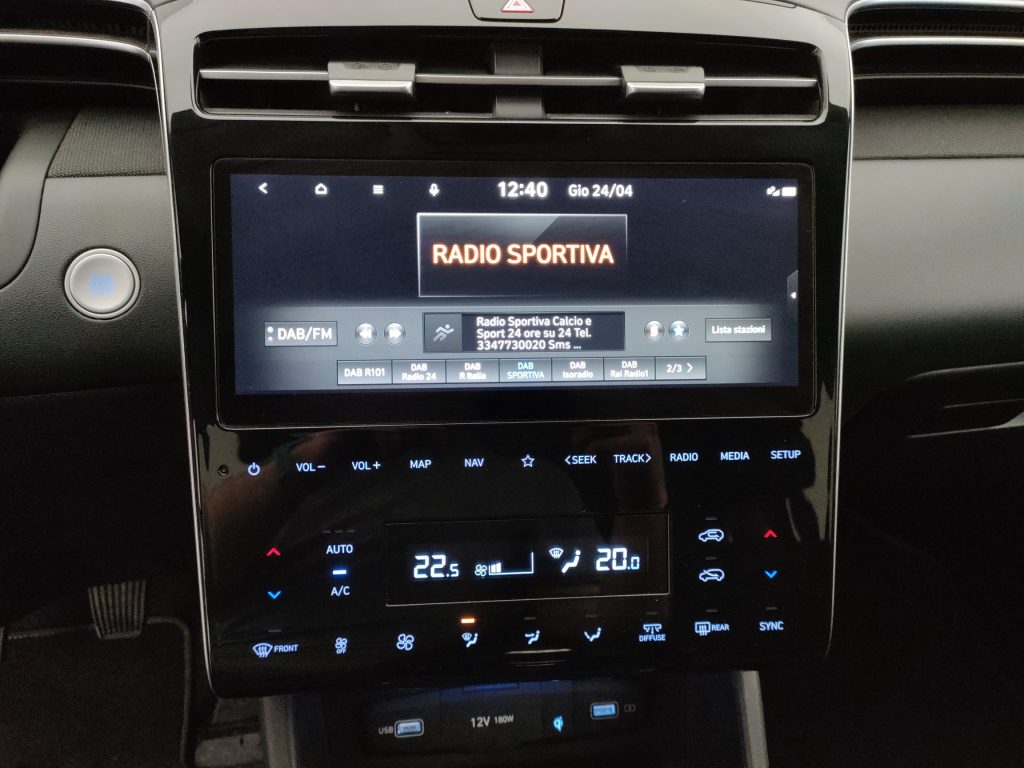 12:40 Gio 24/04
RADIO SPORTIVA
DAB/FM
Radio Sportiva Calcio e
Sport 24 ore su 24 Tel.
3347730020 Sms ...
Lista stazioni
DAB R101
DAB
Radio 24
DAB
R Italia
DAB
SPORTIVA
DAB
Isoradio
DAB
Rai Radio1
2/3 >
VOL− VOL+ MAP NAV <SEEK TRACK> RADIO MEDIA SETUP
AUTO
A/C
22.5
20.0
FRONT
OFF
DIFFUSE
REAR
SYNC
USB
12V 180W